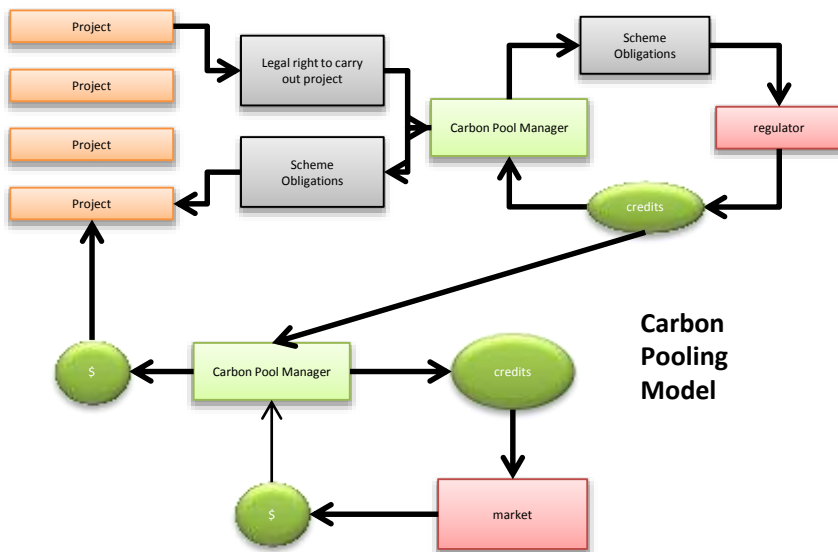 Project
Legal right to carry
out project
Scheme
Obligations
Project
Carbon Pool Manager
regulator
Project
Scheme
Obligations
Project
credits
Carbon
Pooling
Model
$
Carbon Pool Manager
credits
$
market